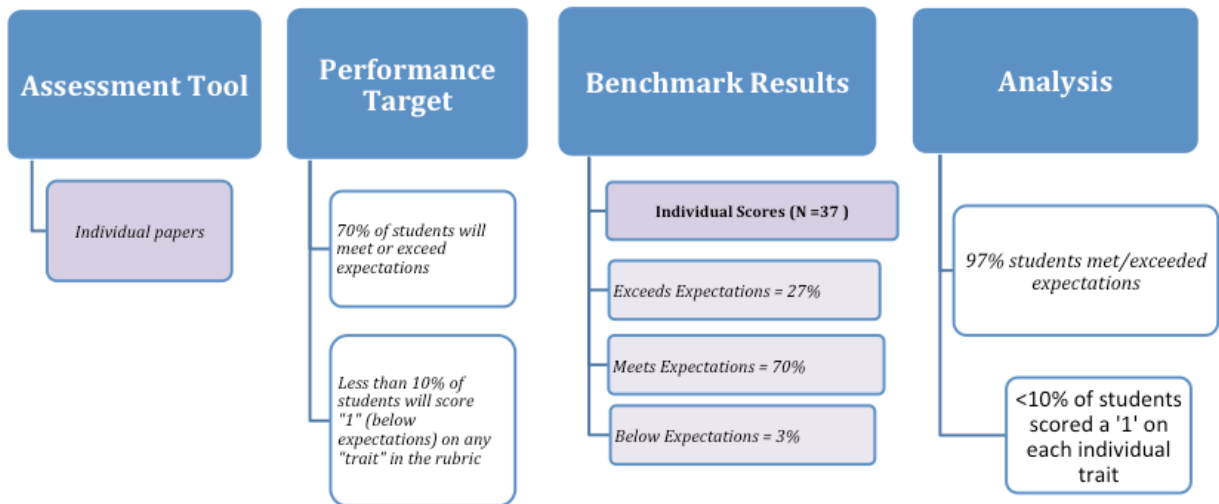 Assessment Tool
Individual papers
Performance
Target
70% of students will
meet or exceed
expectations
Less than 10% of
students will score
"1" (below
expectations) on any
"trait" in the rubric
Benchmark Results
Individual Scores (N =37 )
Exceeds Expectations = 27%
Meets Expectations = 70%
Below Expectations = 3%
Analysis
97% students met/exceeded
expectations
<10% of students
scored a '1' on
each individual
trait